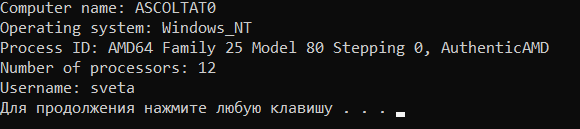 Computer name: ASCOLTAT0
Operating system: Windows_NT
Process ID: AMD64 Family 25 Model 80 Stepping 0, AuthenticAMD
Number of processors: 12
Username: sveta
Для продолжения нажмите любую клавишу . . .